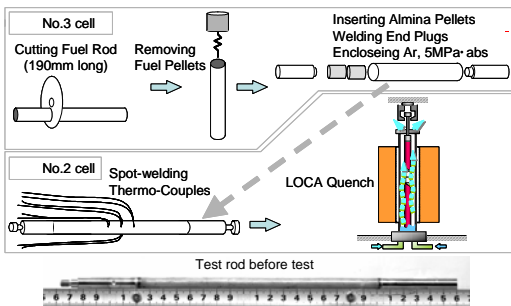 No.3 cell
Cutting Fuel Rod
(190mm long)
Removing
Fuel Pellets
Inserting Almina Pellets
Welding End Plugs
Encloseing Ar, 5MPa･abs
No.2 cell
Spot-welding
Thermo-Couples
LOCA Quench
Test rod before test